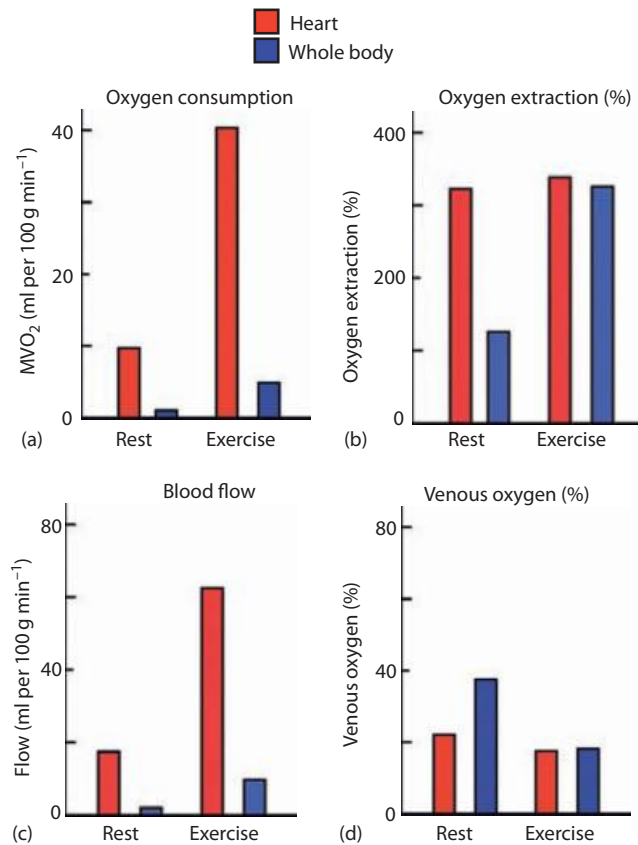 Heart
Whole body
Oxygen consumption
MVO₂ (ml per 100 g min⁻¹)
40
20
0
Rest Exercise
(a)
Oxygen extraction (%)
Oxygen extraction (%)
400
200
0
Rest Exercise
(b)
Blood flow
Flow (ml per 100 g min⁻¹)
80
40
0
Rest Exercise
(c)
Venous oxygen (%)
Venous oxygen (%)
80
40
0
Rest Exercise
(d)